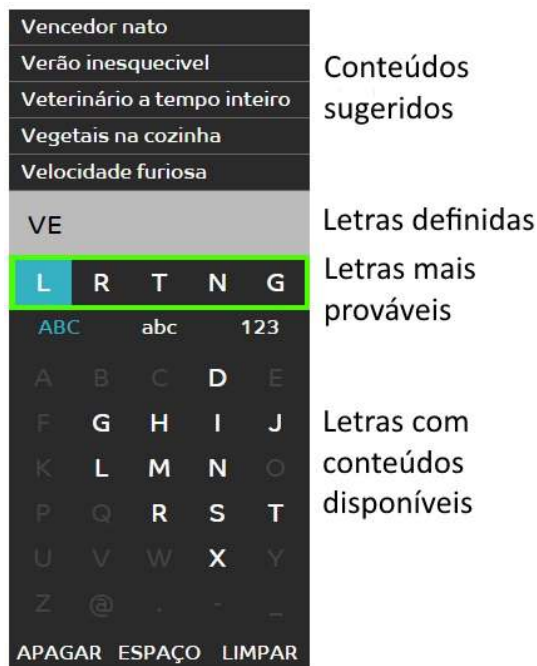 Vencedor nato
Verão inesquecivel
Veterinário a tempo inteiro
Vegetais na cozinha
Velocidade furiosa
Conteúdos
sugeridos
VE
Letras definidas
L R T N G
Letras mais
prováveis
ABC abc 123
A B C D E
F G H I J
K L M N O
P Q R S T
U V W X Y
Z @ . - _
Letras com
conteúdos
disponíveis
APAGAR ESPAÇO LIMPAR